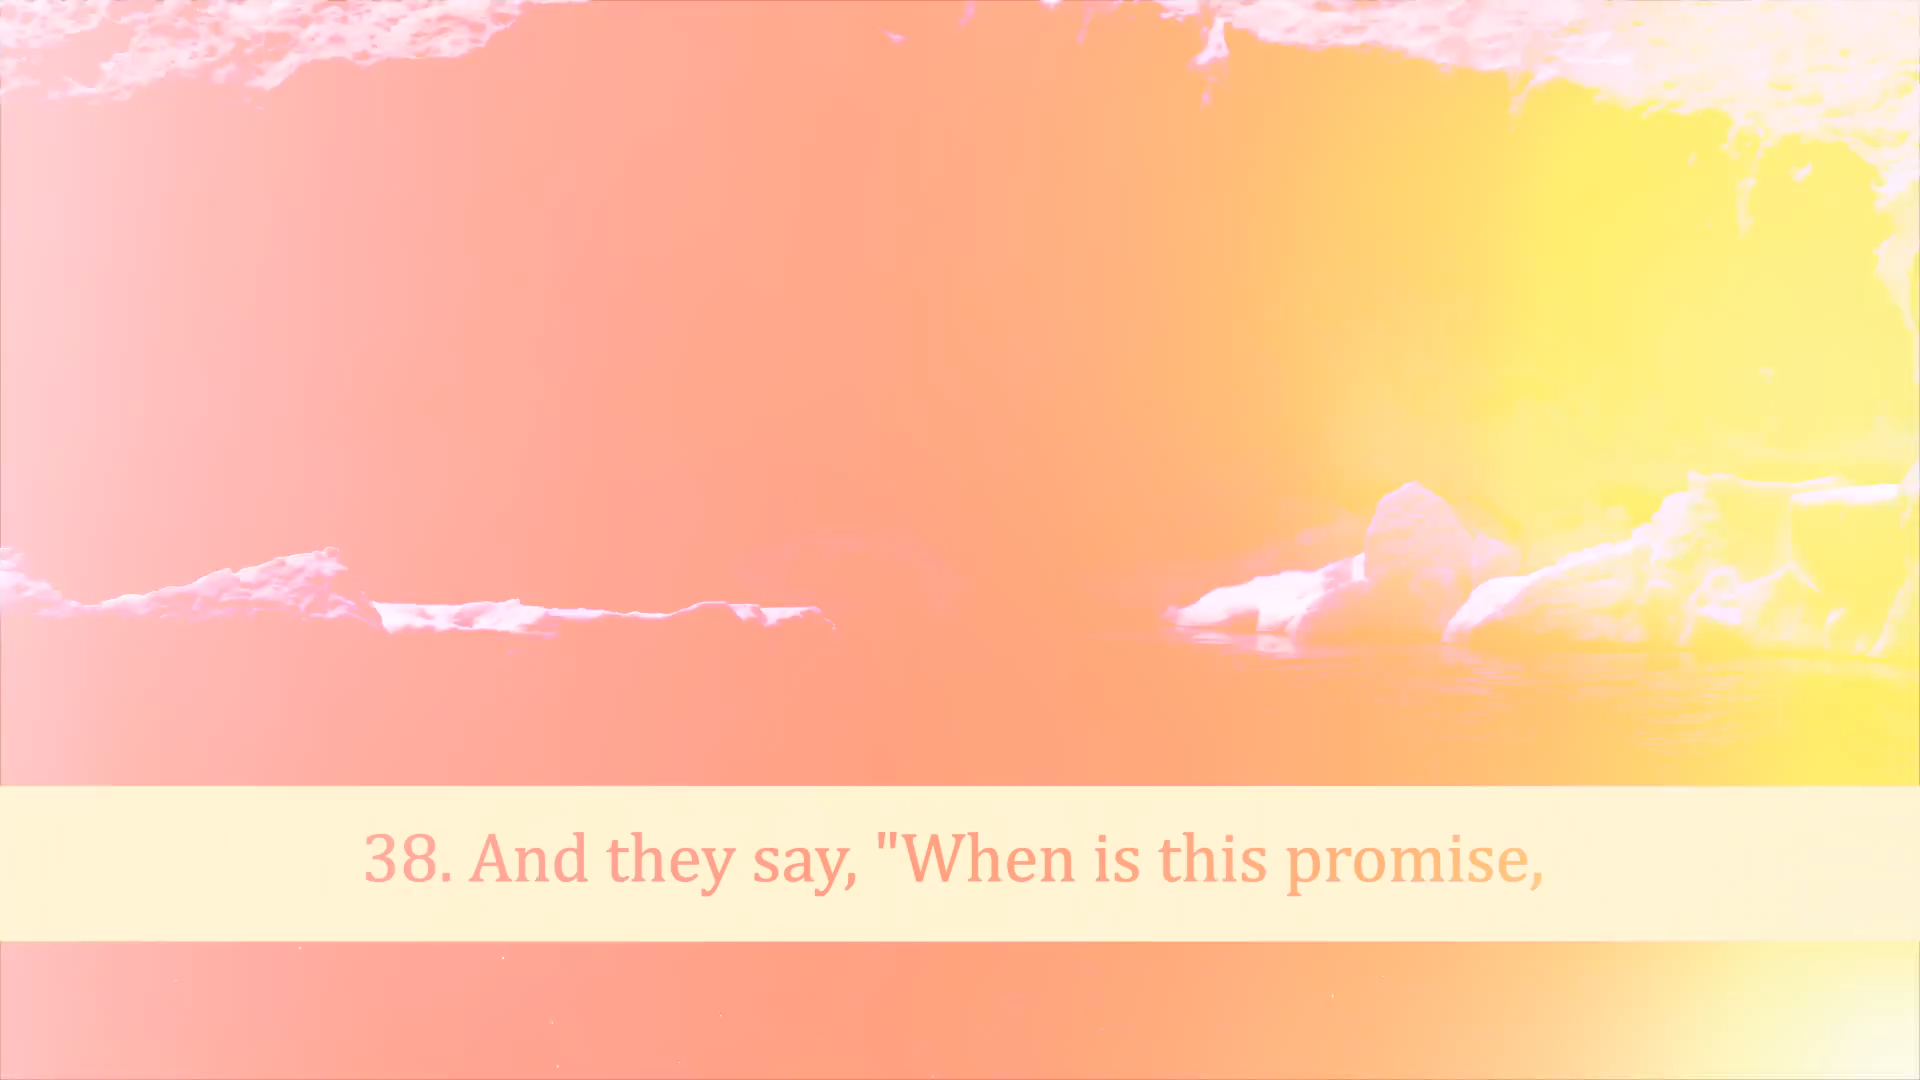 38. And they say, "When is this promise,